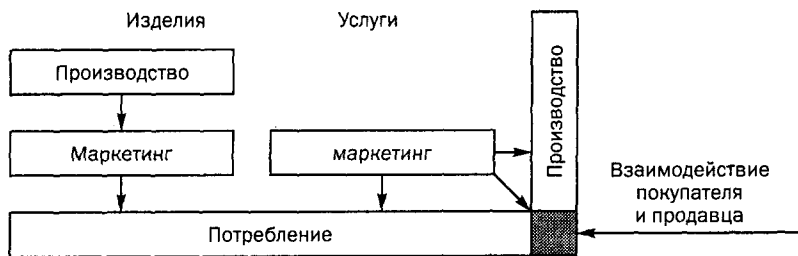 Изделия
Услуги
Производство
Производство
Маркетинг
маркетинг
Взаимодействие
покупателя
и продавца
Потребление